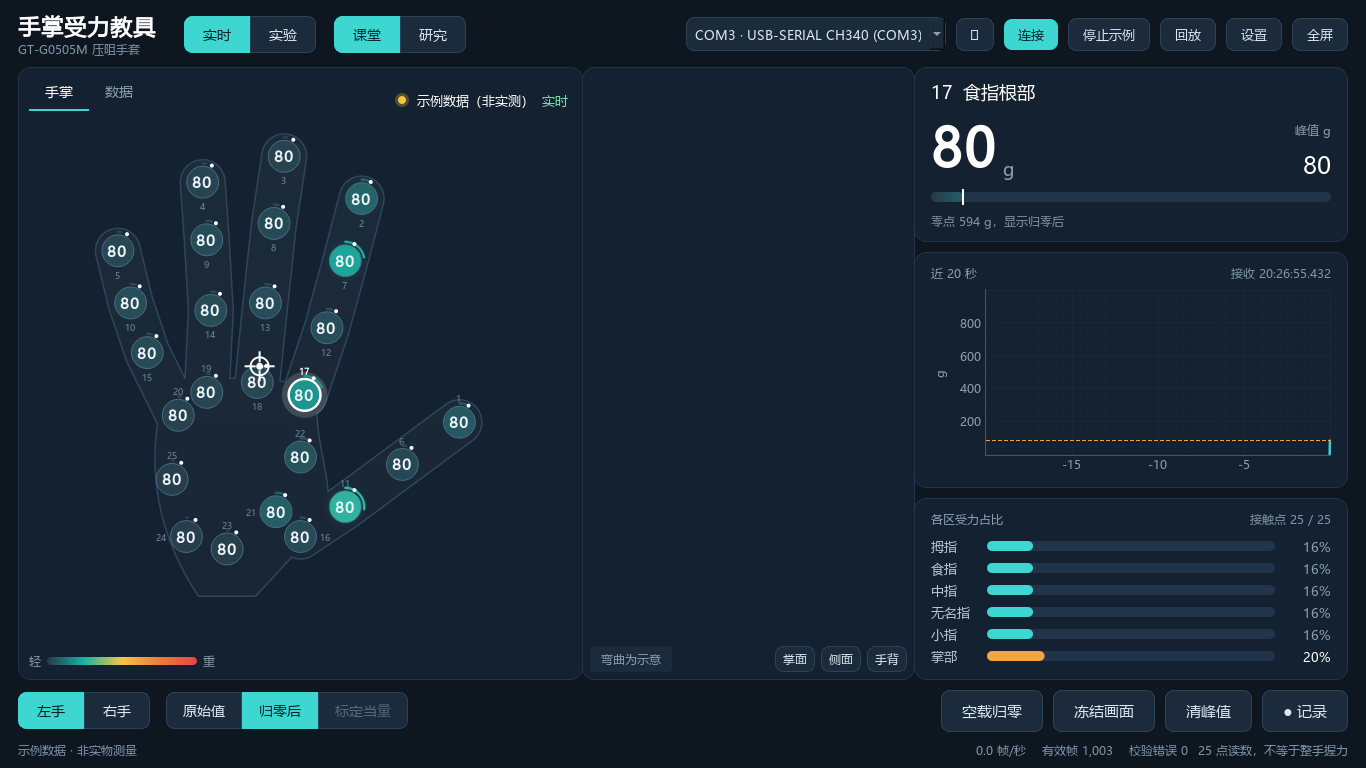 手掌受力教具
GT-G0505M 压阻手套
实时 实验 课堂 研究
COM3 · USB-SERIAL CH340 (COM3)
连接 停止示例 回放 设置 全屏
手掌 数据
示例数据（非实测） 实时
80
3
80
4
80
2
80
8
80
9
80
5
80
7
80
10
80
13
80
14
80
12
80
15
19
80
20
80
80
18
17
80
1
80
22
80
6
80
25
80
11
80
21
80
24
80
23
80
80
16
轻 重
弯曲为示意
掌面 侧面 手背
17 食指根部
80 g
峰值 g
80
零点 594 g，显示归零后
近 20 秒 接收 20:26:55.432
800
600
400
200
g
-15 -10 -5
各区受力占比 接触点 25 / 25
拇指 16%
食指 16%
中指 16%
无名指 16%
小指 16%
掌部 20%
左手 右手 原始值 归零后 标定当量
空载归零 冻结画面 清峰值 ● 记录
示例数据 · 非实物测量
0.0 帧/秒 有效帧 1,003 校验错误 0 25 点读数，不等于整手握力